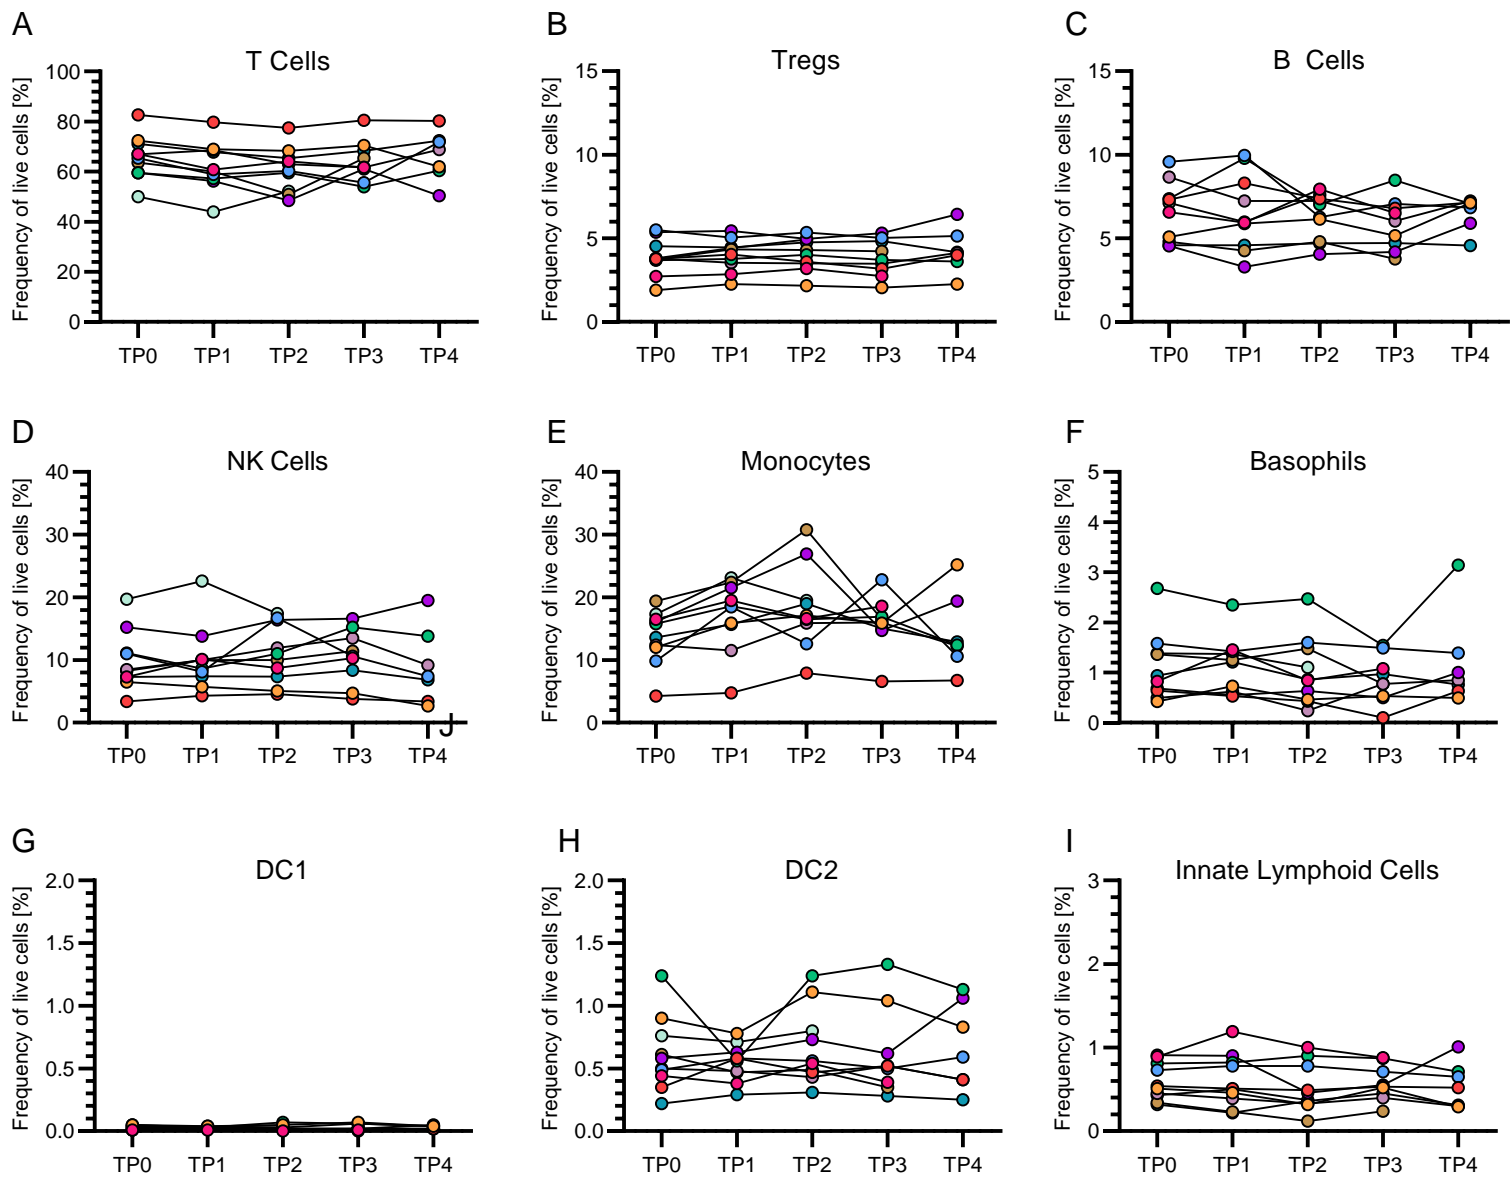 A
B
C
T Cells
Tregs
B Cells
Frequency of live cells [%]
100
80
60
40
20
0
TP0 TP1 TP2 TP3 TP4
Frequency of live cells [%]
15
10
5
0
TP0 TP1 TP2 TP3 TP4
Frequency of live cells [%]
15
10
5
0
TP0 TP1 TP2 TP3 TP4
D
E
F
NK Cells
Monocytes
Basophils
Frequency of live cells [%]
40
30
20
10
0
J
TP0 TP1 TP2 TP3 TP4
Frequency of live cells [%]
40
30
20
10
0
TP0 TP1 TP2 TP3 TP4
Frequency of live cells [%]
5
4
3
2
1
0
TP0 TP1 TP2 TP3 TP4
G
H
I
DC1
DC2
Innate Lymphoid Cells
Frequency of live cells [%]
2.0
1.5
1.0
0.5
0.0
TP0 TP1 TP2 TP3 TP4
Frequency of live cells [%]
2.0
1.5
1.0
0.5
0.0
TP0 TP1 TP2 TP3 TP4
Frequency of live cells [%]
3
2
1
0
TP0 TP1 TP2 TP3 TP4